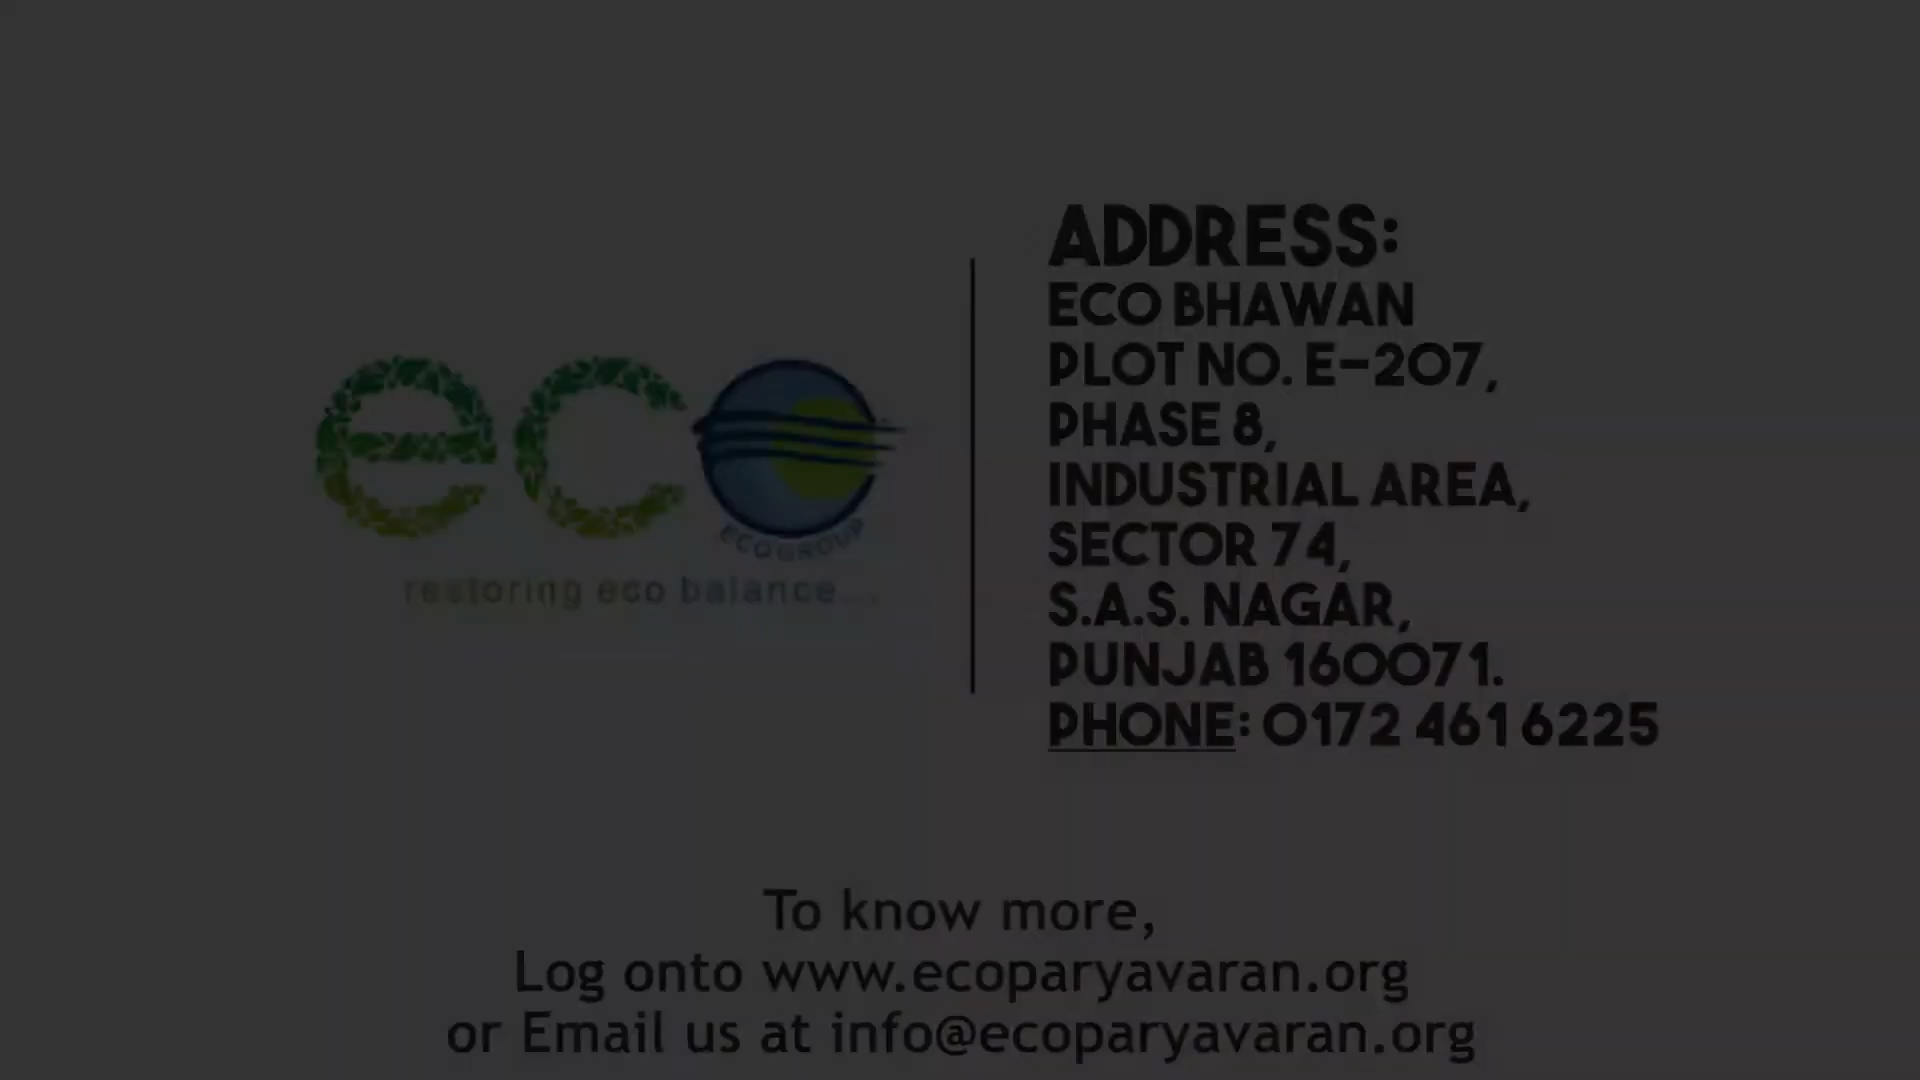 eco
ECOGROUP
restoring eco balance...
ADDRESS:
ECO BHAWAN
PLOT NO. E-207,
PHASE 8,
INDUSTRIAL AREA,
SECTOR 74,
S.A.S. NAGAR,
PUNJAB 160071.
PHONE: 0172 461 6225
To know more,
Log onto www.ecoparyavaran.org
or Email us at info@ecoparyavaran.org